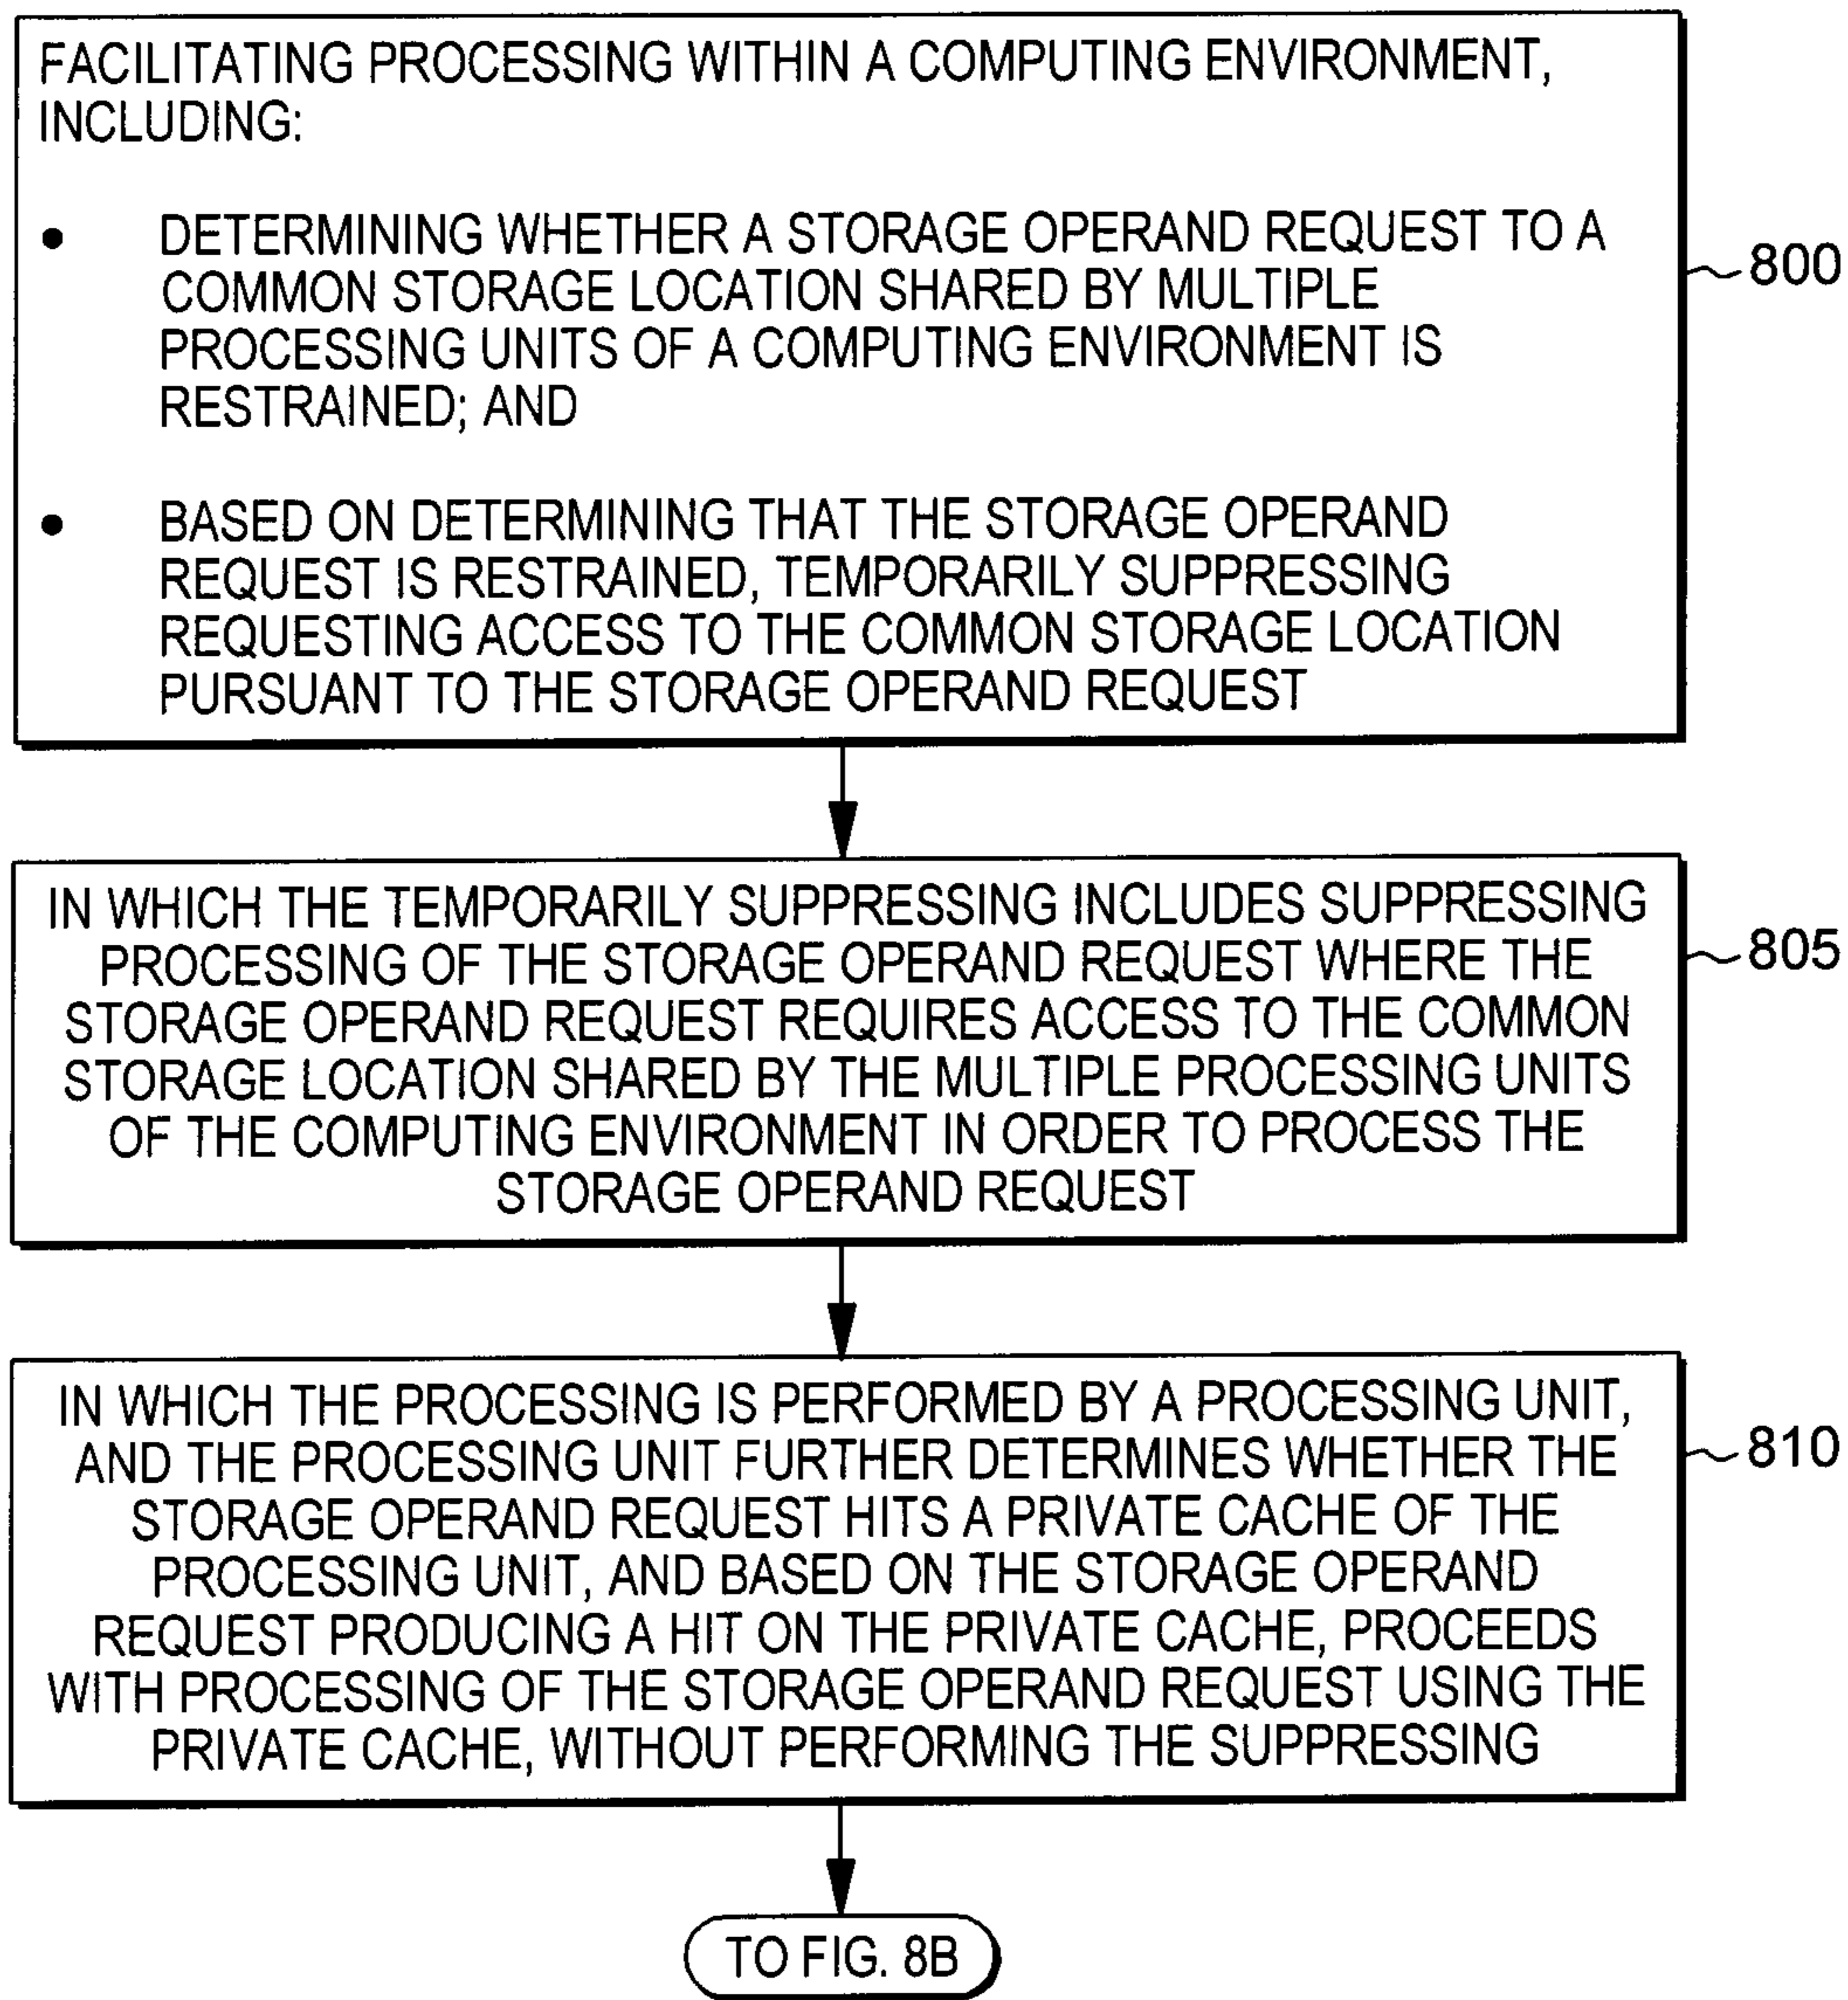 FACILITATING PROCESSING WITHIN A COMPUTING ENVIRONMENT,
INCLUDING:
• DETERMINING WHETHER A STORAGE OPERAND REQUEST TO A
COMMON STORAGE LOCATION SHARED BY MULTIPLE
PROCESSING UNITS OF A COMPUTING ENVIRONMENT IS
RESTRAINED; AND
• BASED ON DETERMINING THAT THE STORAGE OPERAND
REQUEST IS RESTRAINED, TEMPORARILY SUPPRESSING
REQUESTING ACCESS TO THE COMMON STORAGE LOCATION
PURSUANT TO THE STORAGE OPERAND REQUEST
800
IN WHICH THE TEMPORARILY SUPPRESSING INCLUDES SUPPRESSING
PROCESSING OF THE STORAGE OPERAND REQUEST WHERE THE
STORAGE OPERAND REQUEST REQUIRES ACCESS TO THE COMMON
STORAGE LOCATION SHARED BY THE MULTIPLE PROCESSING UNITS
OF THE COMPUTING ENVIRONMENT IN ORDER TO PROCESS THE
STORAGE OPERAND REQUEST
805
IN WHICH THE PROCESSING IS PERFORMED BY A PROCESSING UNIT,
AND THE PROCESSING UNIT FURTHER DETERMINES WHETHER THE
STORAGE OPERAND REQUEST HITS A PRIVATE CACHE OF THE
PROCESSING UNIT, AND BASED ON THE STORAGE OPERAND
REQUEST PRODUCING A HIT ON THE PRIVATE CACHE, PROCEEDS
WITH PROCESSING OF THE STORAGE OPERAND REQUEST USING THE
PRIVATE CACHE, WITHOUT PERFORMING THE SUPPRESSING
810
TO FIG. 8B